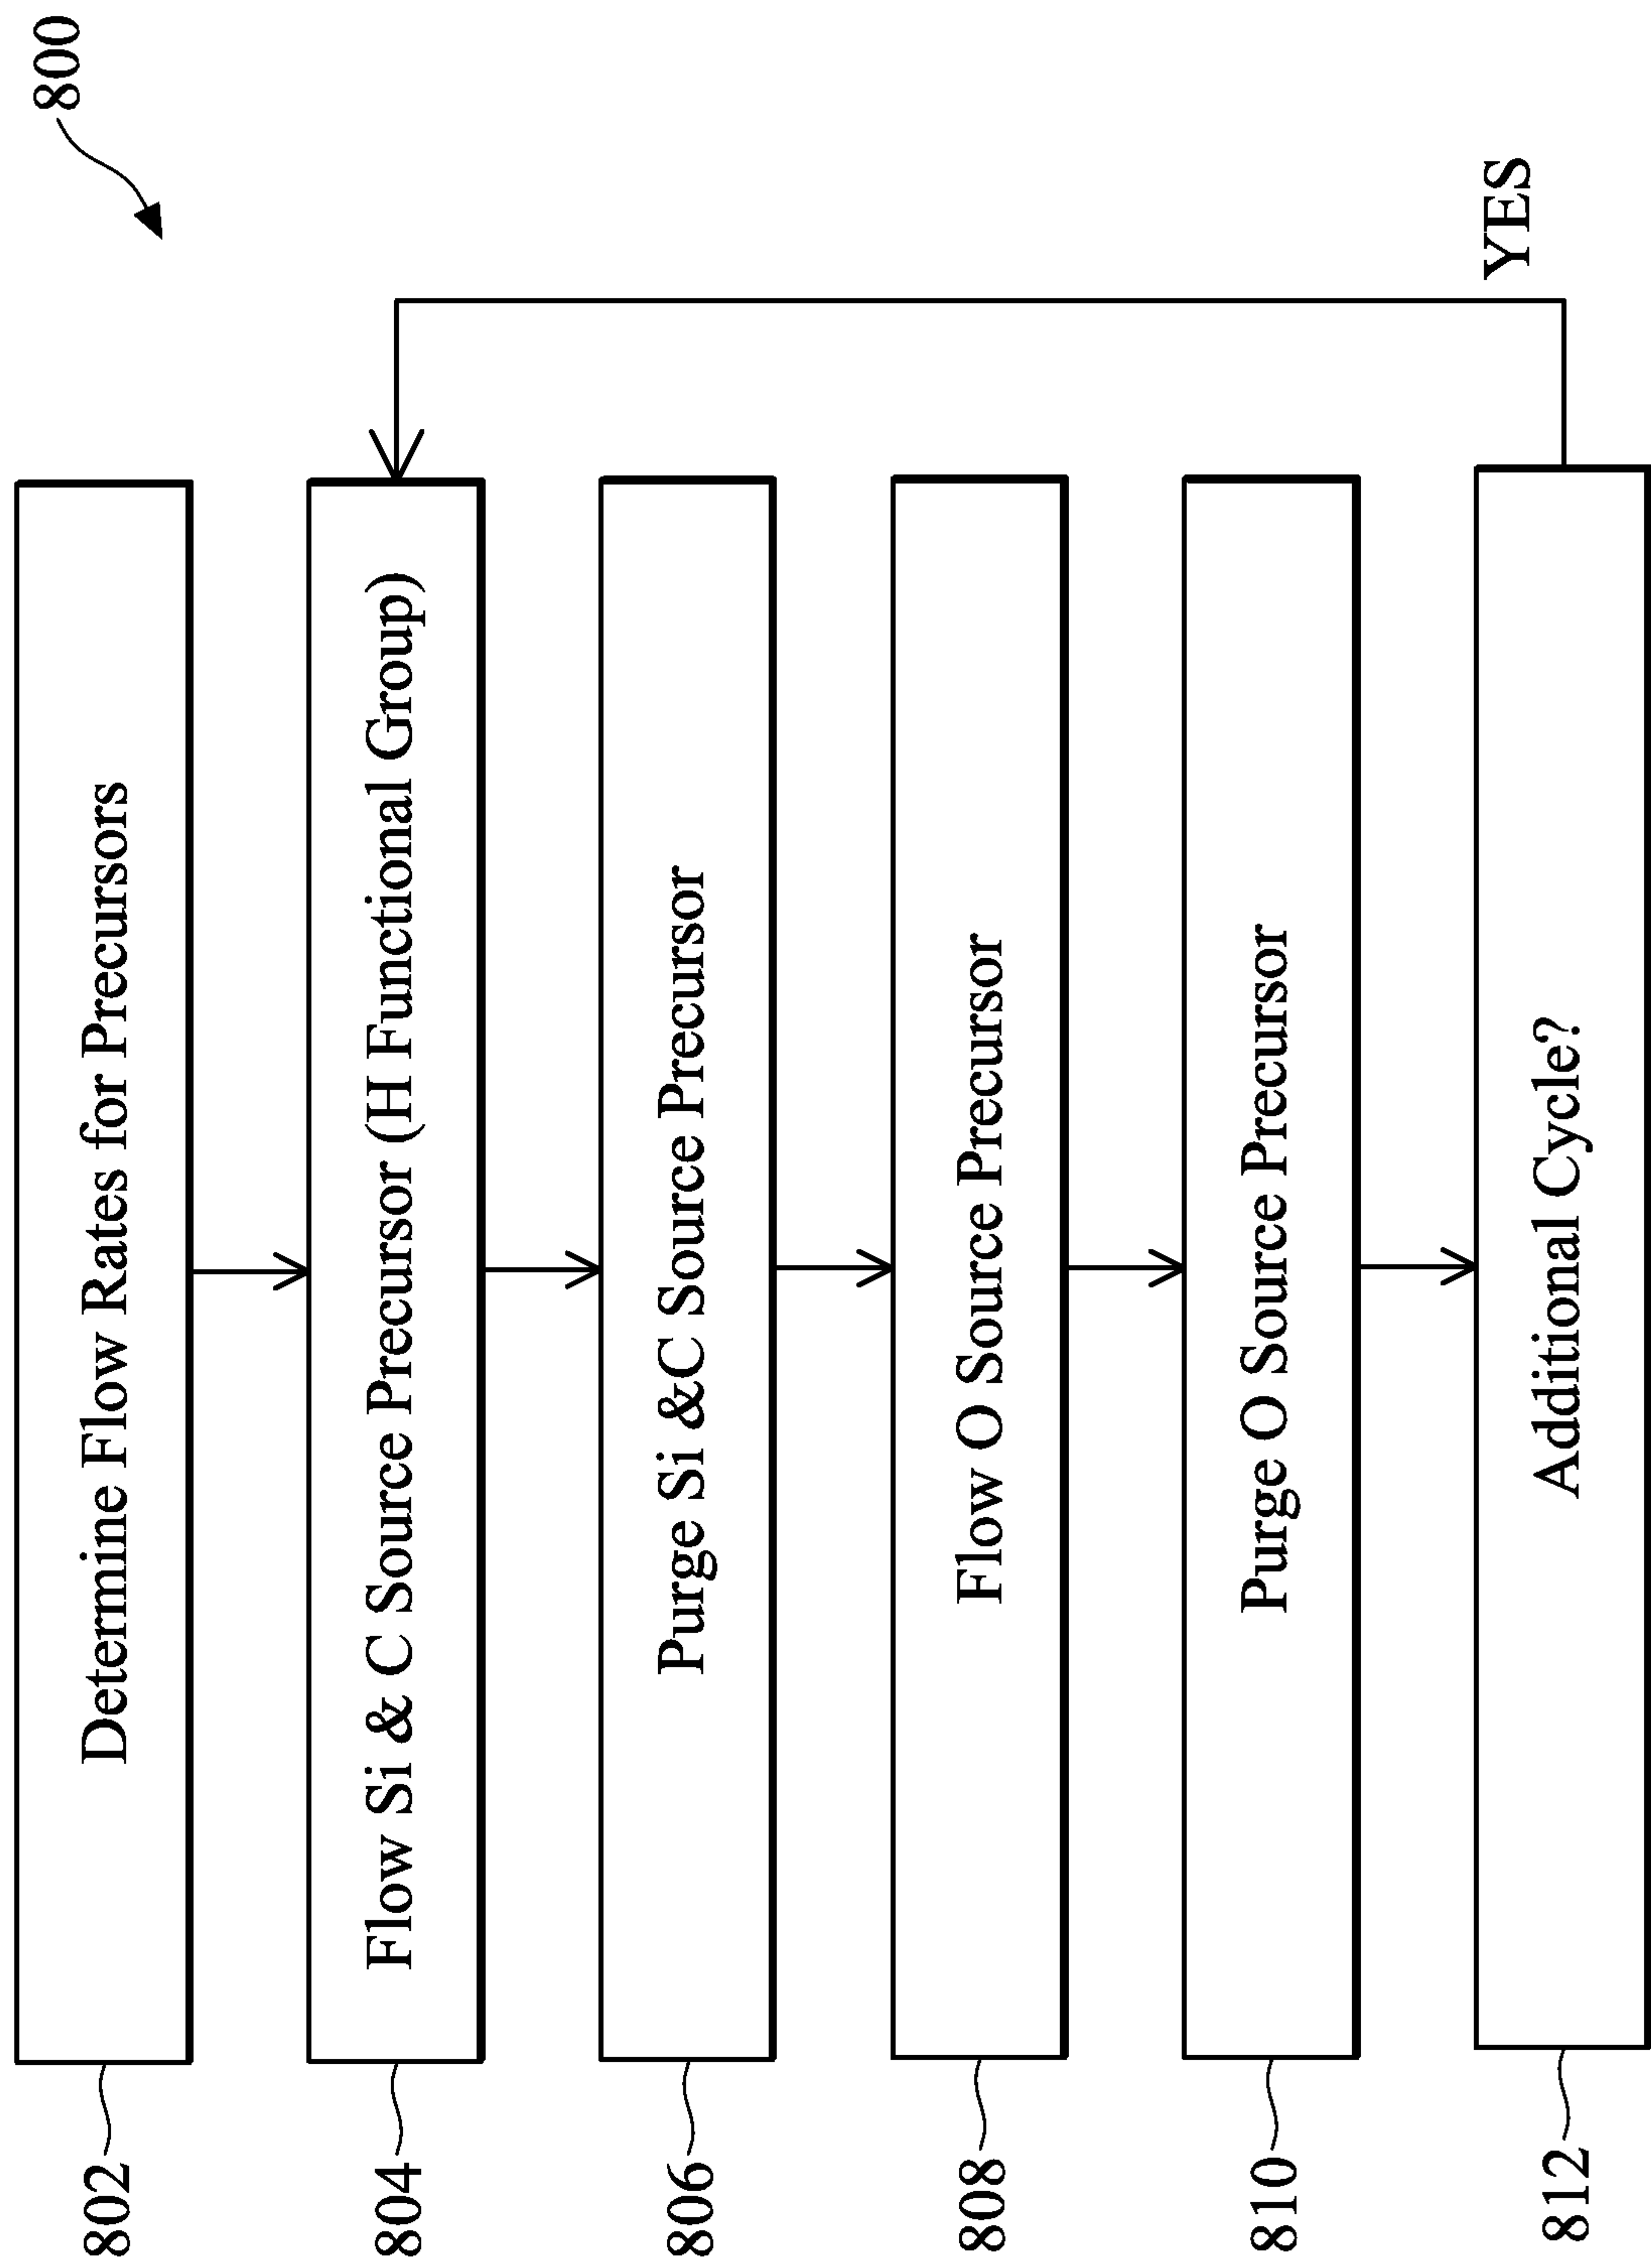 800
802
Determine Flow Rates for Precursors
804
Flow Si & C Source Precursor (H Functional Group)
806
Purge Si &C Source Precursor
808
Flow O Source Precursor
810
Purge O Source Precursor
812
Additional Cycle?
YES